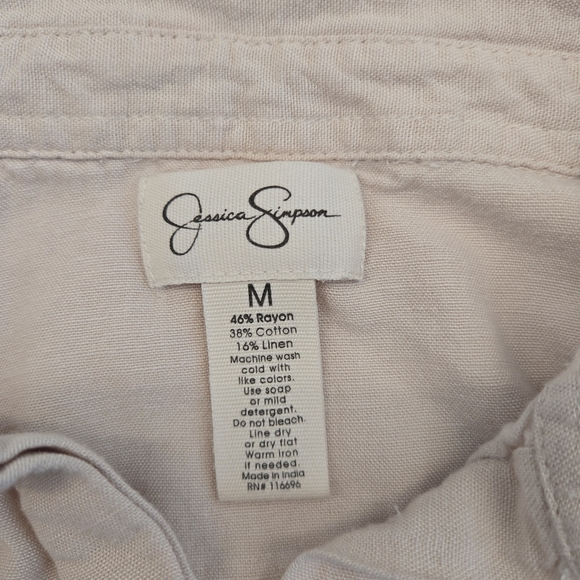 Jessica Simpson
M
46% Rayon
38% Cotton
16% Linen
Machine wash
cold with
like colors.
Use soap
or mild
detergent.
Do not bleach.
Line dry
or dry flat
Warm Iron
if needed.
Made in India
RN# 116696